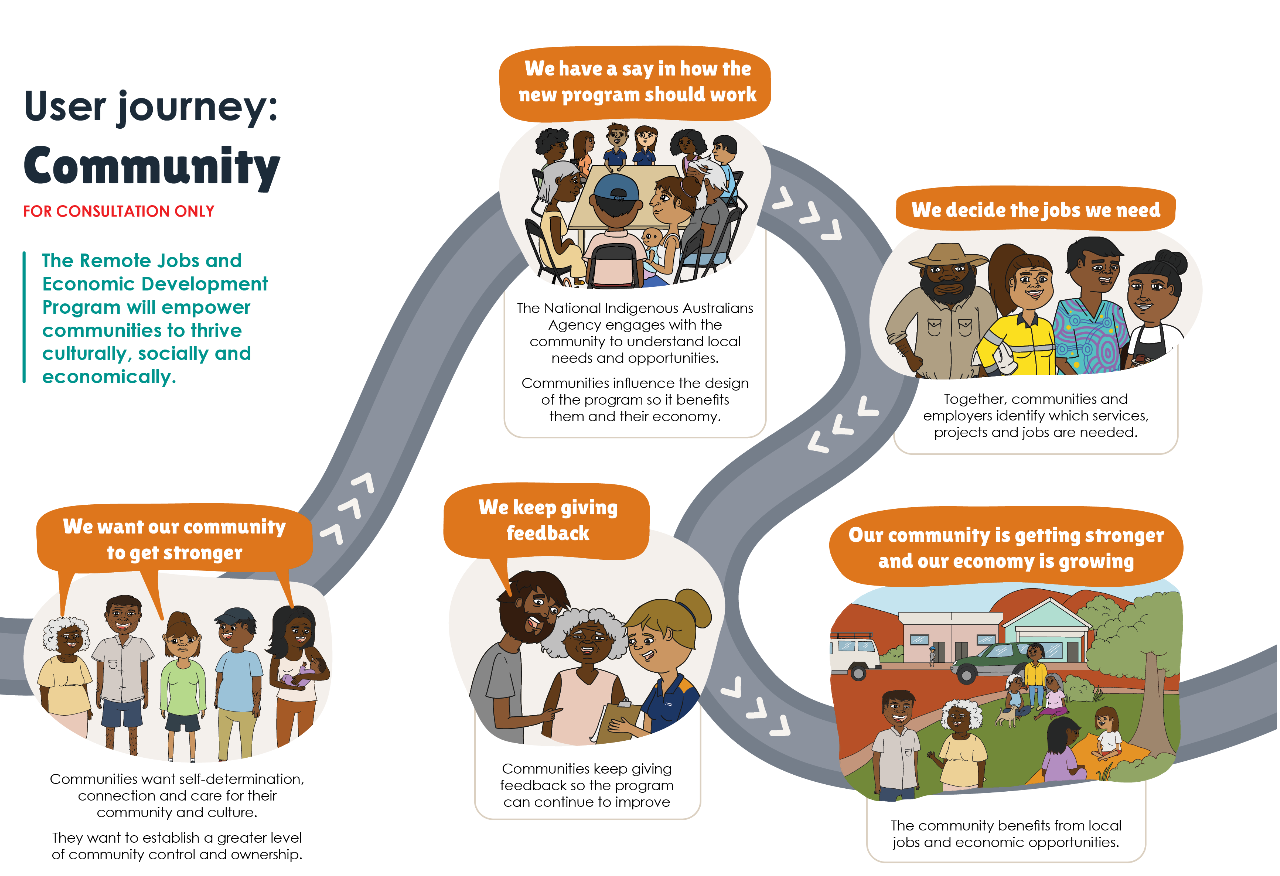 User journey:
Community
FOR CONSULTATION ONLY
The Remote Jobs and
Economic Development
Program will empower
communities to thrive
culturally, socially and
economically.
We want our community
to get stronger
Communities want self-determination,
connection and care for their
community and culture.
They want to establish a greater level
of community control and ownership.
We have a say in how the
new program should work
The National Indigenous Australians
Agency engages with the
community to understand local
needs and opportunities.
Communities influence the design
of the program so it benefits
them and their economy.
We decide the jobs we need
Together, communities and
employers identify which services,
projects and jobs are needed.
We keep giving
feedback
Communities keep giving
feedback so the program
can continue to improve
Our community is getting stronger
and our economy is growing
The community benefits from local
jobs and economic opportunities.